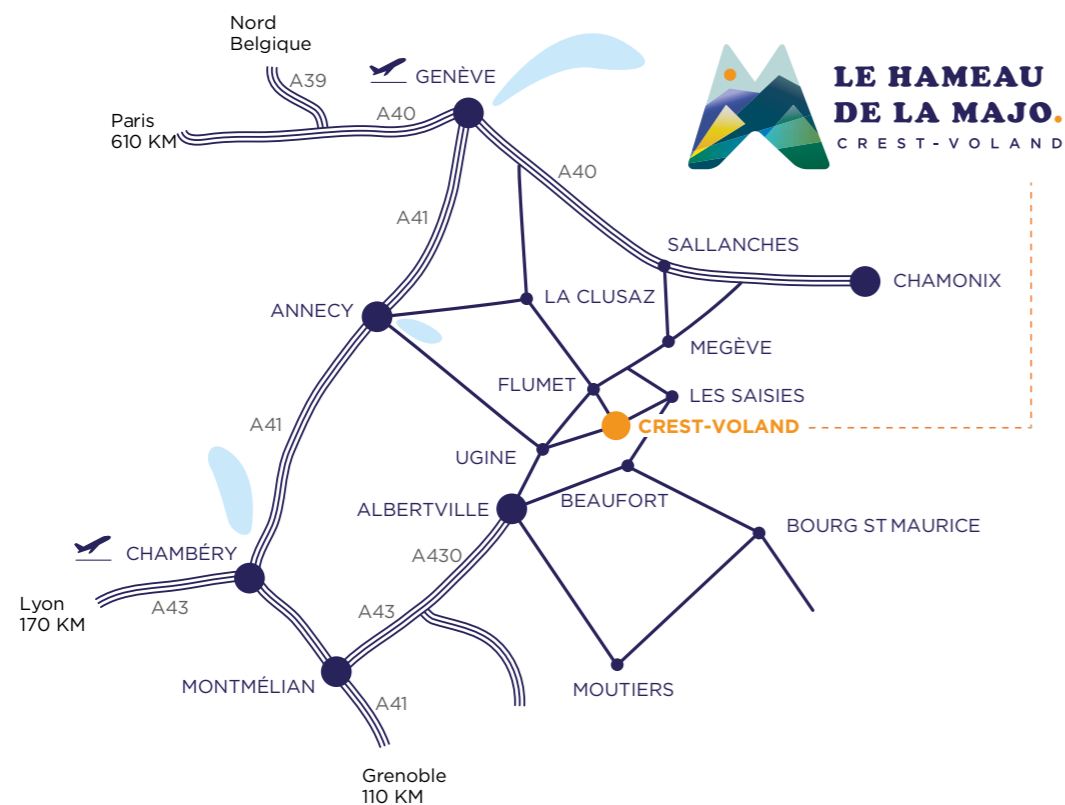 Nord
Belgique
A39
GENÈVE
Paris
610 KM
A40
LE HAMEAU
DE LA MAJO.
CREST-VOLAND
A40
A41
SALLANCHES
CHAMONIX
LA CLUSAZ
ANNECY
MEGÈVE
FLUMET
LES SAISIES
A41
CREST-VOLAND
UGINE
BEAUFORT
ALBERTVILLE
BOURG ST MAURICE
CHAMBÉRY
A430
Lyon
170 KM
A43
A43
MONTMÉLIAN
MOUTIERS
A41
Grenoble
110 KM